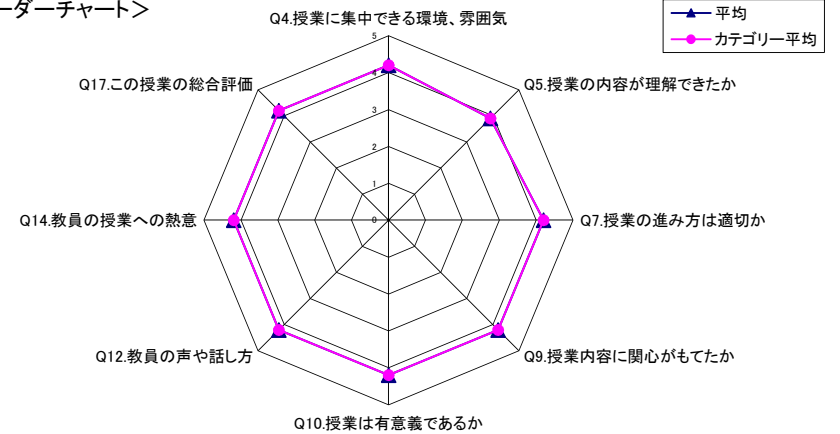 ーダーチャート＞
平均
カテゴリー平均
Q4.授業に集中できる環境、雰囲気
Q5.授業の内容が理解できたか
Q7.授業の進み方は適切か
Q9.授業内容に関心がもてたか
Q10.授業は有意義であるか
Q12.教員の声や話し方
Q14.教員の授業への熱意
Q17.この授業の総合評価
5
4
3
2
1
0